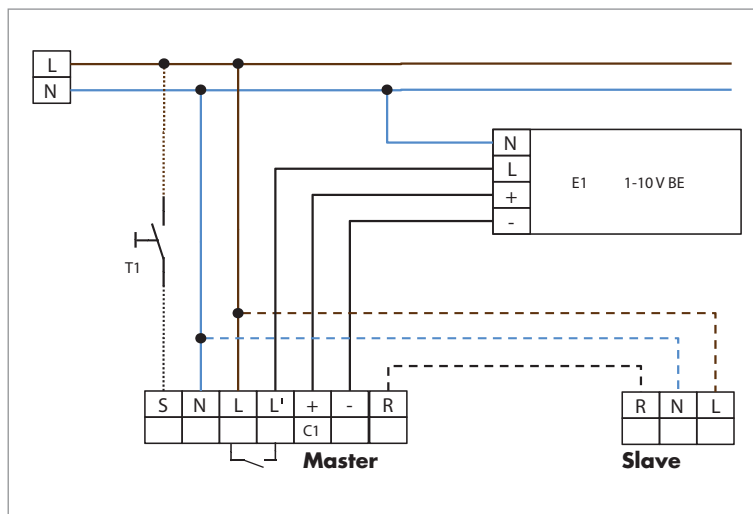 L
N
N
L
+
-
E1 1-10 V BE
T1
S N L L' + - R
C1
Master
R N L
Slave